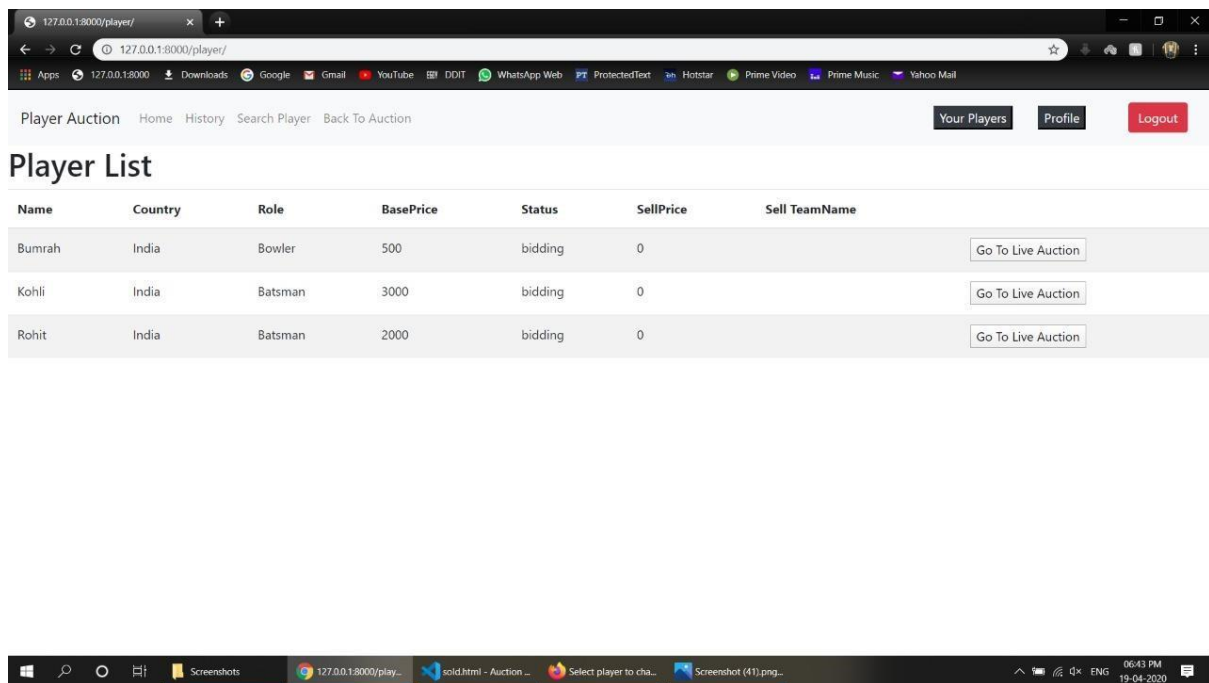 127.0.0.1:8000/player/
127.0.0.1:8000/player/
Apps 127.0.0.1:8000 Downloads Google Gmail YouTube DDIT WhatsApp Web PT ProtectedText Hotstar Prime Video Prime Music Yahoo Mail
Player Auction Home History Search Player Back To Auction Your Players Profile Logout
Player List
Name Country Role BasePrice Status SellPrice Sell TeamName
Bumrah India Bowler 500 bidding 0 Go To Live Auction
Kohli India Batsman 3000 bidding 0 Go To Live Auction
Rohit India Batsman 2000 bidding 0 Go To Live Auction
Screenshots 127.0.0.1:8000/play... sold.html - Auction ... Select player to cha... Screenshot (41).png... ENG 06:43 PM
19-04-2020